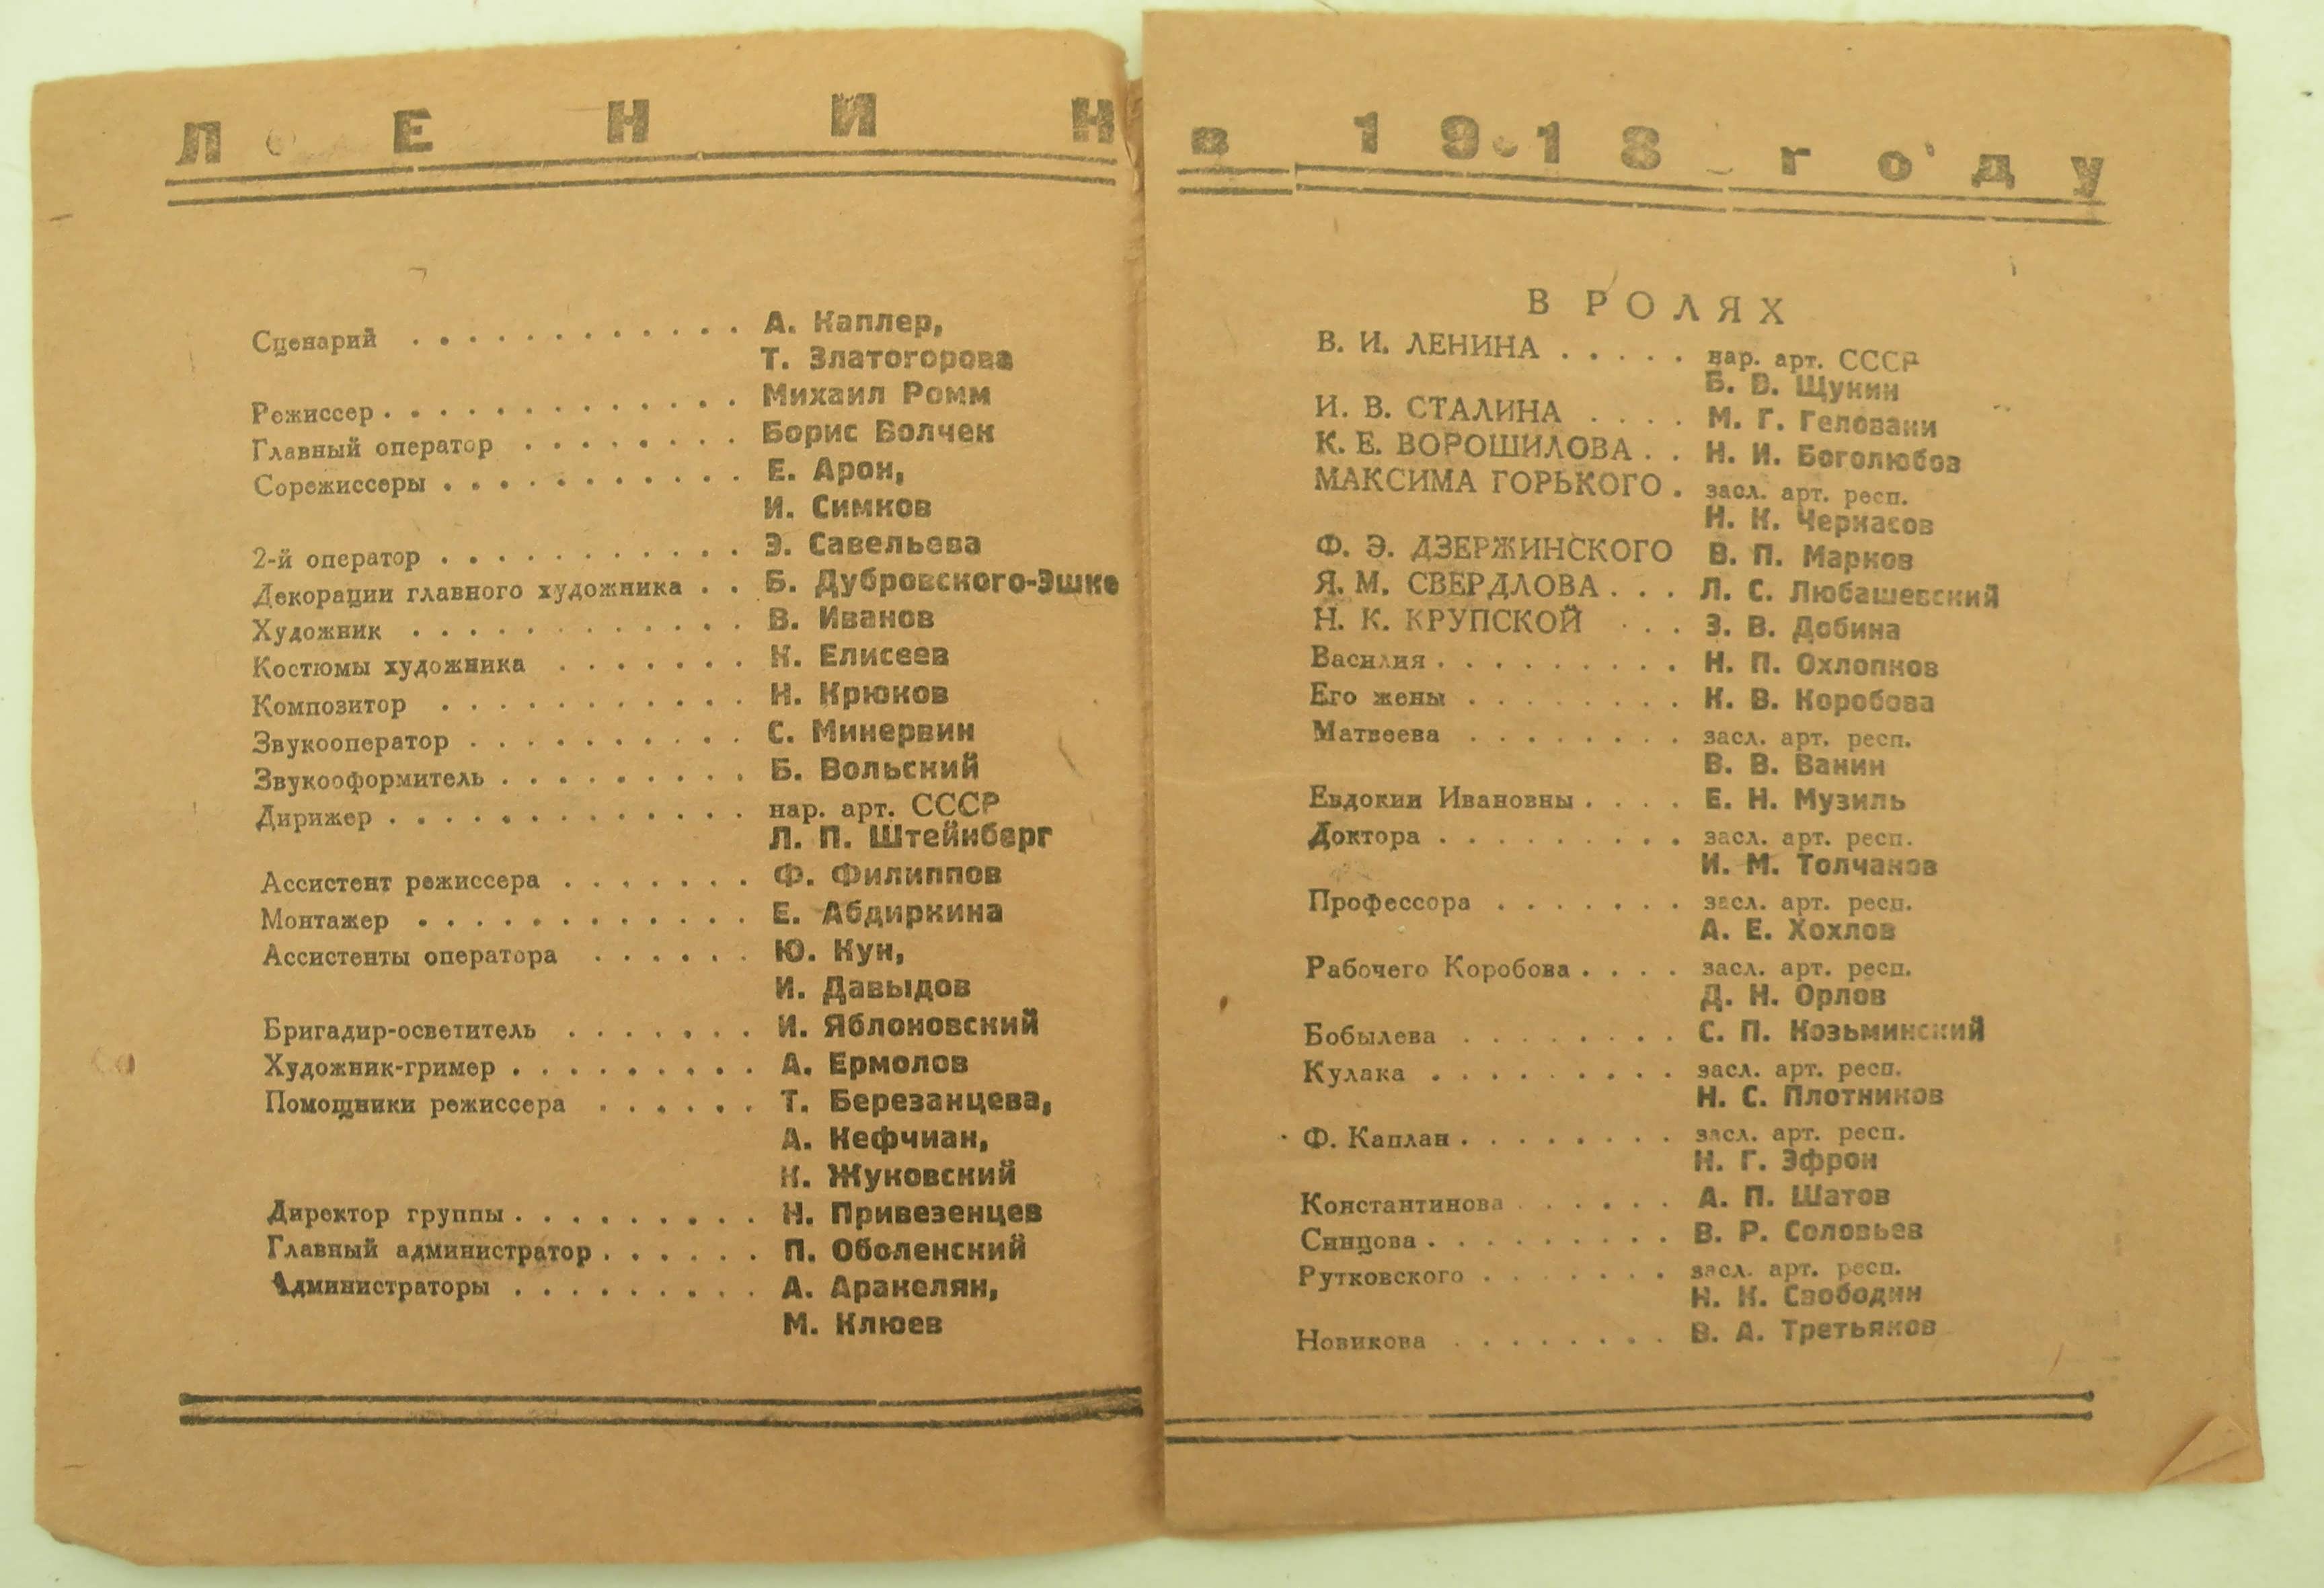 ЛЕНИН в 1918 году
Сценарий . . . . . . . . . . . . А. Каплер,
Т. Златогорова
Режиссер . . . . . . . . . . . . . Михаил Ромм
Главный оператор . . . . . . . . Борис Волчек
Сорежиссеры . . . . . . . . . . . Е. Арон,
И. Симков
2-й оператор . . . . . . . . . . . Э. Савельева
Декорации главного художника . . Б. Дубровского-Эшке
Художник . . . . . . . . . . . . В. Иванов
Костюмы художника . . . . . . . К. Елисеев
Композитор . . . . . . . . . . . Н. Крюков
Звукооператор . . . . . . . . . . С. Минервин
Звукооформитель . . . . . . . . . Б. Вольский
Дирижер . . . . . . . . . . . . . нар. арт. СССР
Л. П. Штейнберг
Ассистент режиссера . . . . . . . Ф. Филиппов
Монтажер . . . . . . . . . . . . Е. Абдиркина
Ассистенты оператора . . . . . . Ю. Кун,
И. Давыдов
Бригадир-осветитель . . . . . . . И. Яблоновский
Художник-гример . . . . . . . . . А. Ермолов
Помощники режиссера . . . . . . Т. Березанцева,
А. Кефчиан,
К. Жуковский
Директор группы . . . . . . . . . Н. Привезенцев
Главный администратор . . . . . . П. Оболенский
Администраторы . . . . . . . . . А. Аракелян,
М. Клюев
В РОЛЯХ
В. И. ЛЕНИНА . . . . . нар. арт. СССР
Б. В. Щукин
И. В. СТАЛИНА . . . . М. Г. Геловани
К. Е. ВОРОШИЛОВА . . Н. И. Боголюбов
МАКСИМА ГОРЬКОГО . засл. арт. респ.
Н. К. Черкасов
Ф. Э. ДЗЕРЖИНСКОГО В. П. Марков
Я. М. СВЕРДЛОВА . . . Л. С. Любашевский
Н. К. КРУПСКОЙ . . . З. В. Добина
Василия . . . . . . . . . Н. П. Охлопков
Его жены . . . . . . . . К. В. Коробова
Матвеева . . . . . . . . засл. арт. респ.
В. В. Ванин
Евдокии Ивановны . . . . Е. Н. Музиль
Доктора . . . . . . . . . засл. арт. респ.
И. М. Толчанов
Профессора . . . . . . . засл. арт. респ.
А. Е. Хохлов
Рабочего Коробова . . . . засл. арт. респ.
Д. Н. Орлов
Бобылева . . . . . . . . С. П. Козьминский
Кулака . . . . . . . . . засл. арт. респ.
Н. С. Плотников
Ф. Каплан . . . . . . . . засл. арт. респ.
Н. Г. Эфрон
Константинова . . . . . . А. П. Шатов
Синцова . . . . . . . . . В. Р. Соловьев
Рутковского . . . . . . . засл. арт. респ.
Н. К. Свободин
Новикова . . . . . . . . В. А. Третьяков